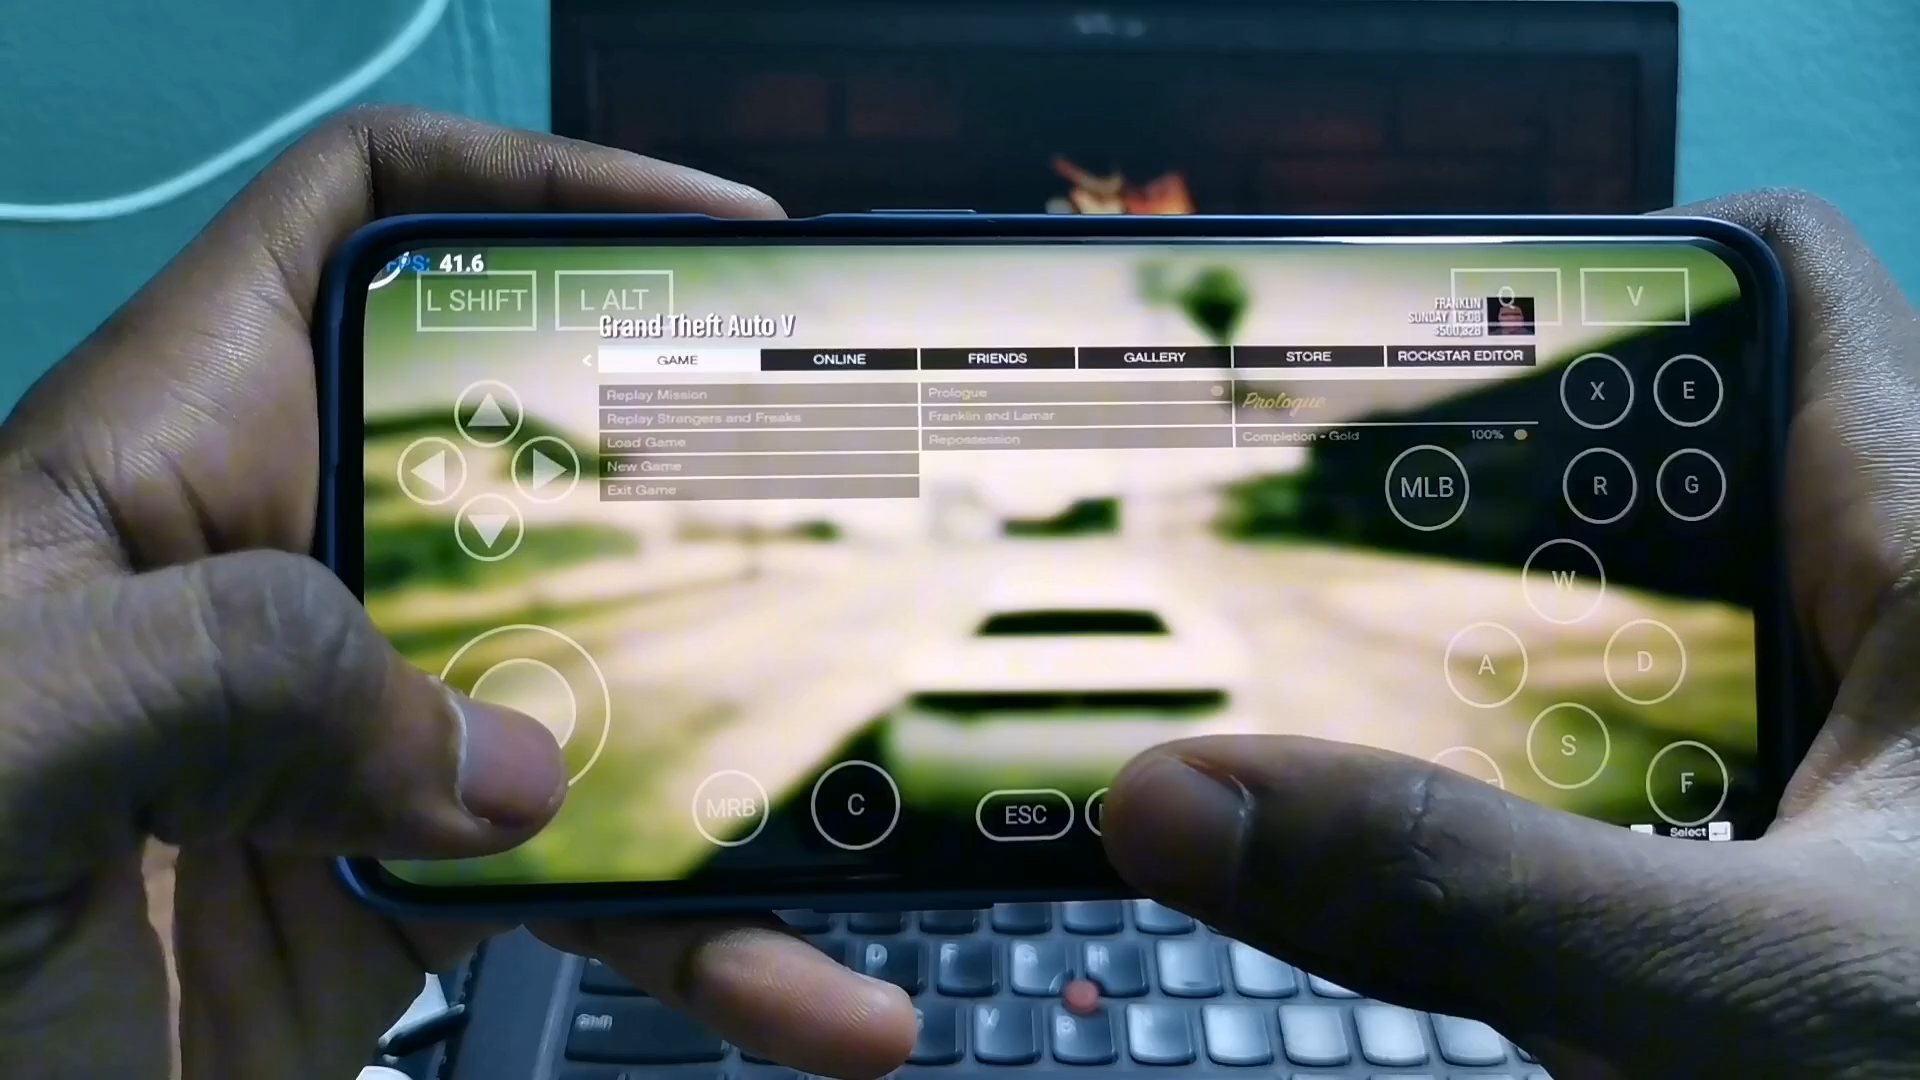 FPS: 41.6
L SHIFT
L ALT
Q
V
Grand Theft Auto V
FRANKLIN
SUNDAY 16:08
GAME
ONLINE
FRIENDS
GALLERY
STORE
ROCKSTAR EDITOR
Replay Mission
Prologue
Prologue
Replay Strangers and Freaks
Franklin and Lamar
Load Game
Repossession
Completion - Gold
100%
New Game
Exit Game
X
E
MLB
R
G
W
A
D
S
F
MRB
C
ESC
Select
D
F
G
H
Shift
V
B
N